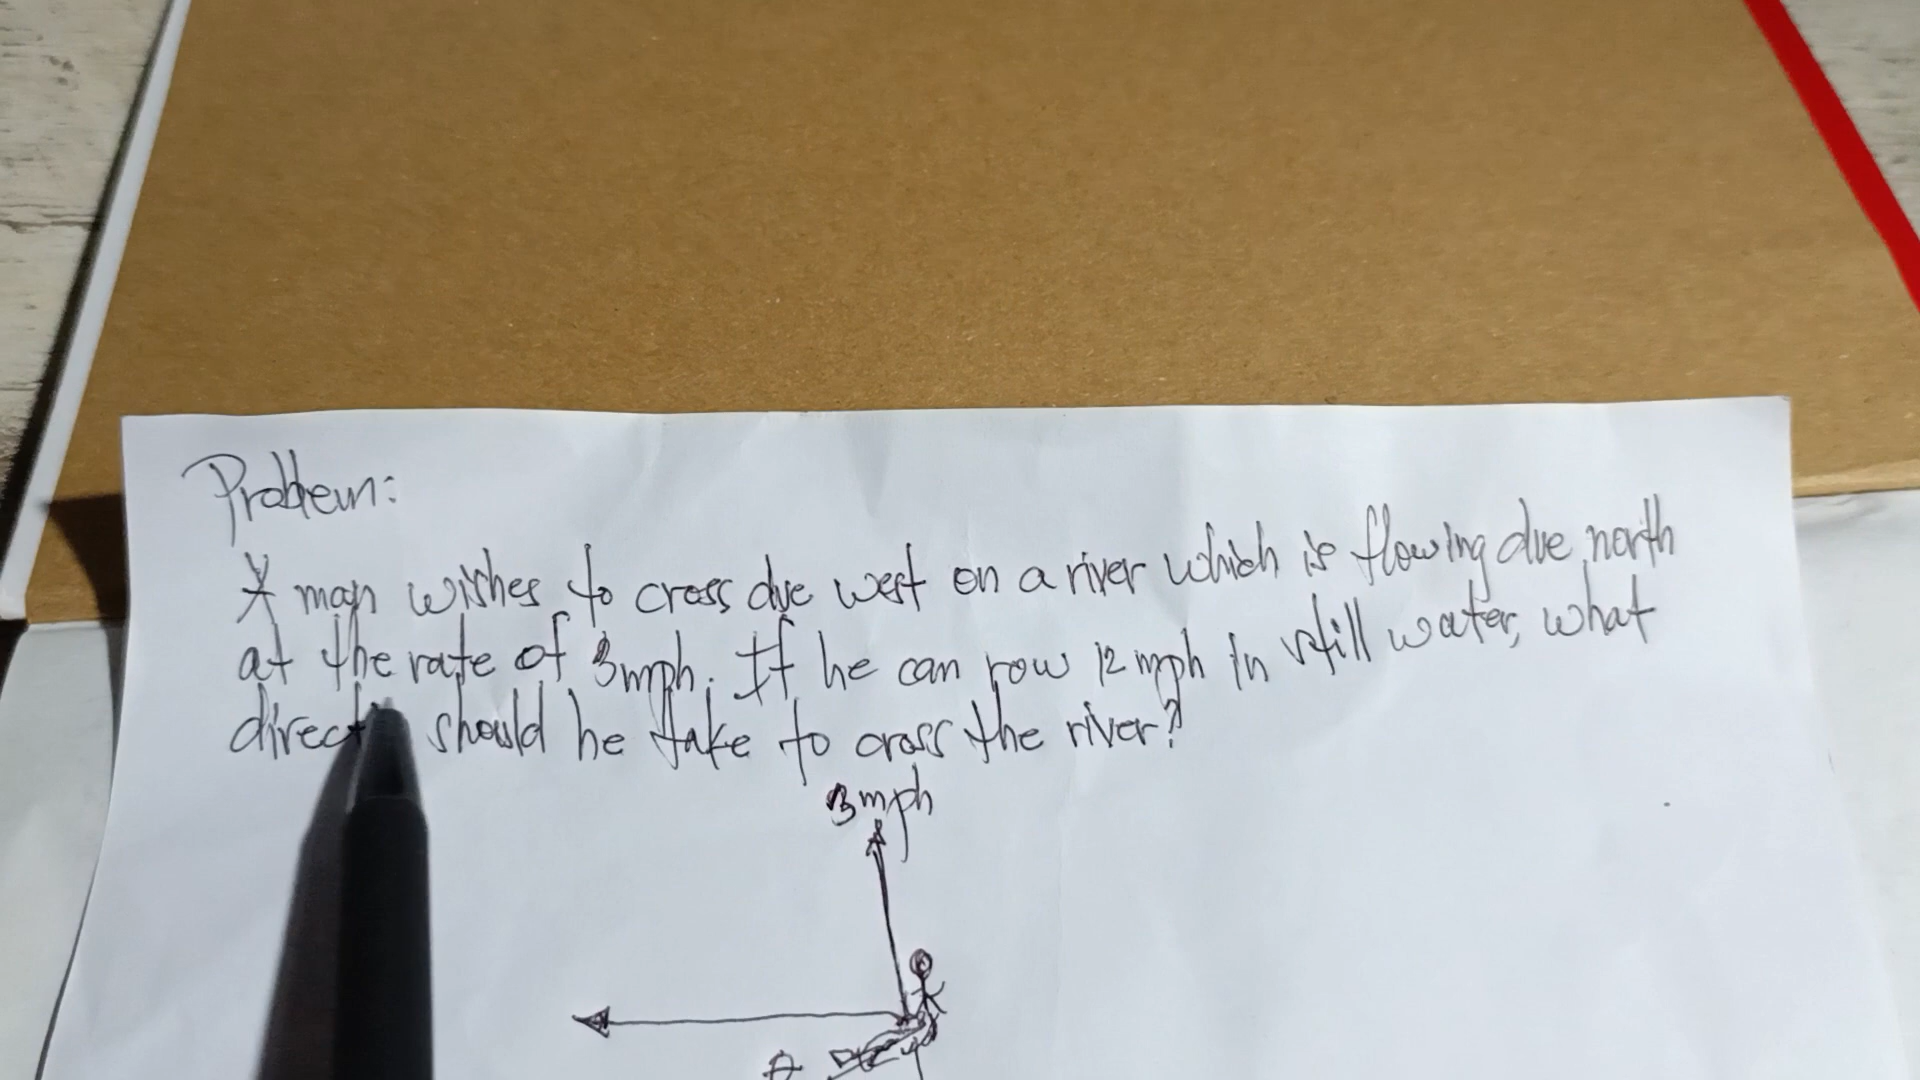 Problem:
A man wishes to cross due west on a river which is flowing due north
at the rate of 3mph. If he can row 12 mph in still water, what
direct should he take to cross the river?
3mph
θ